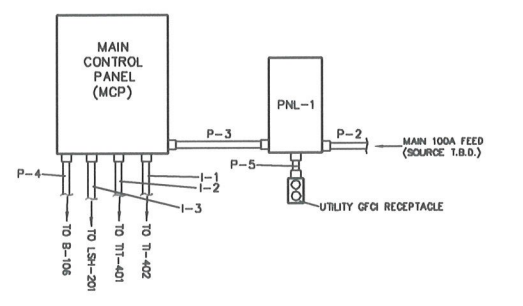 MAIN
CONTROL
PANEL
(MCP)
PNL-1
P-3
P-2
MAIN 100A FEED
(SOURCE T.B.D.)
P-5
P-4
I-1
I-2
I-3
UTILITY GFCI RECEPTACLE
TO B-106
TO LSH-201
TO TIT-401
TO TI-402